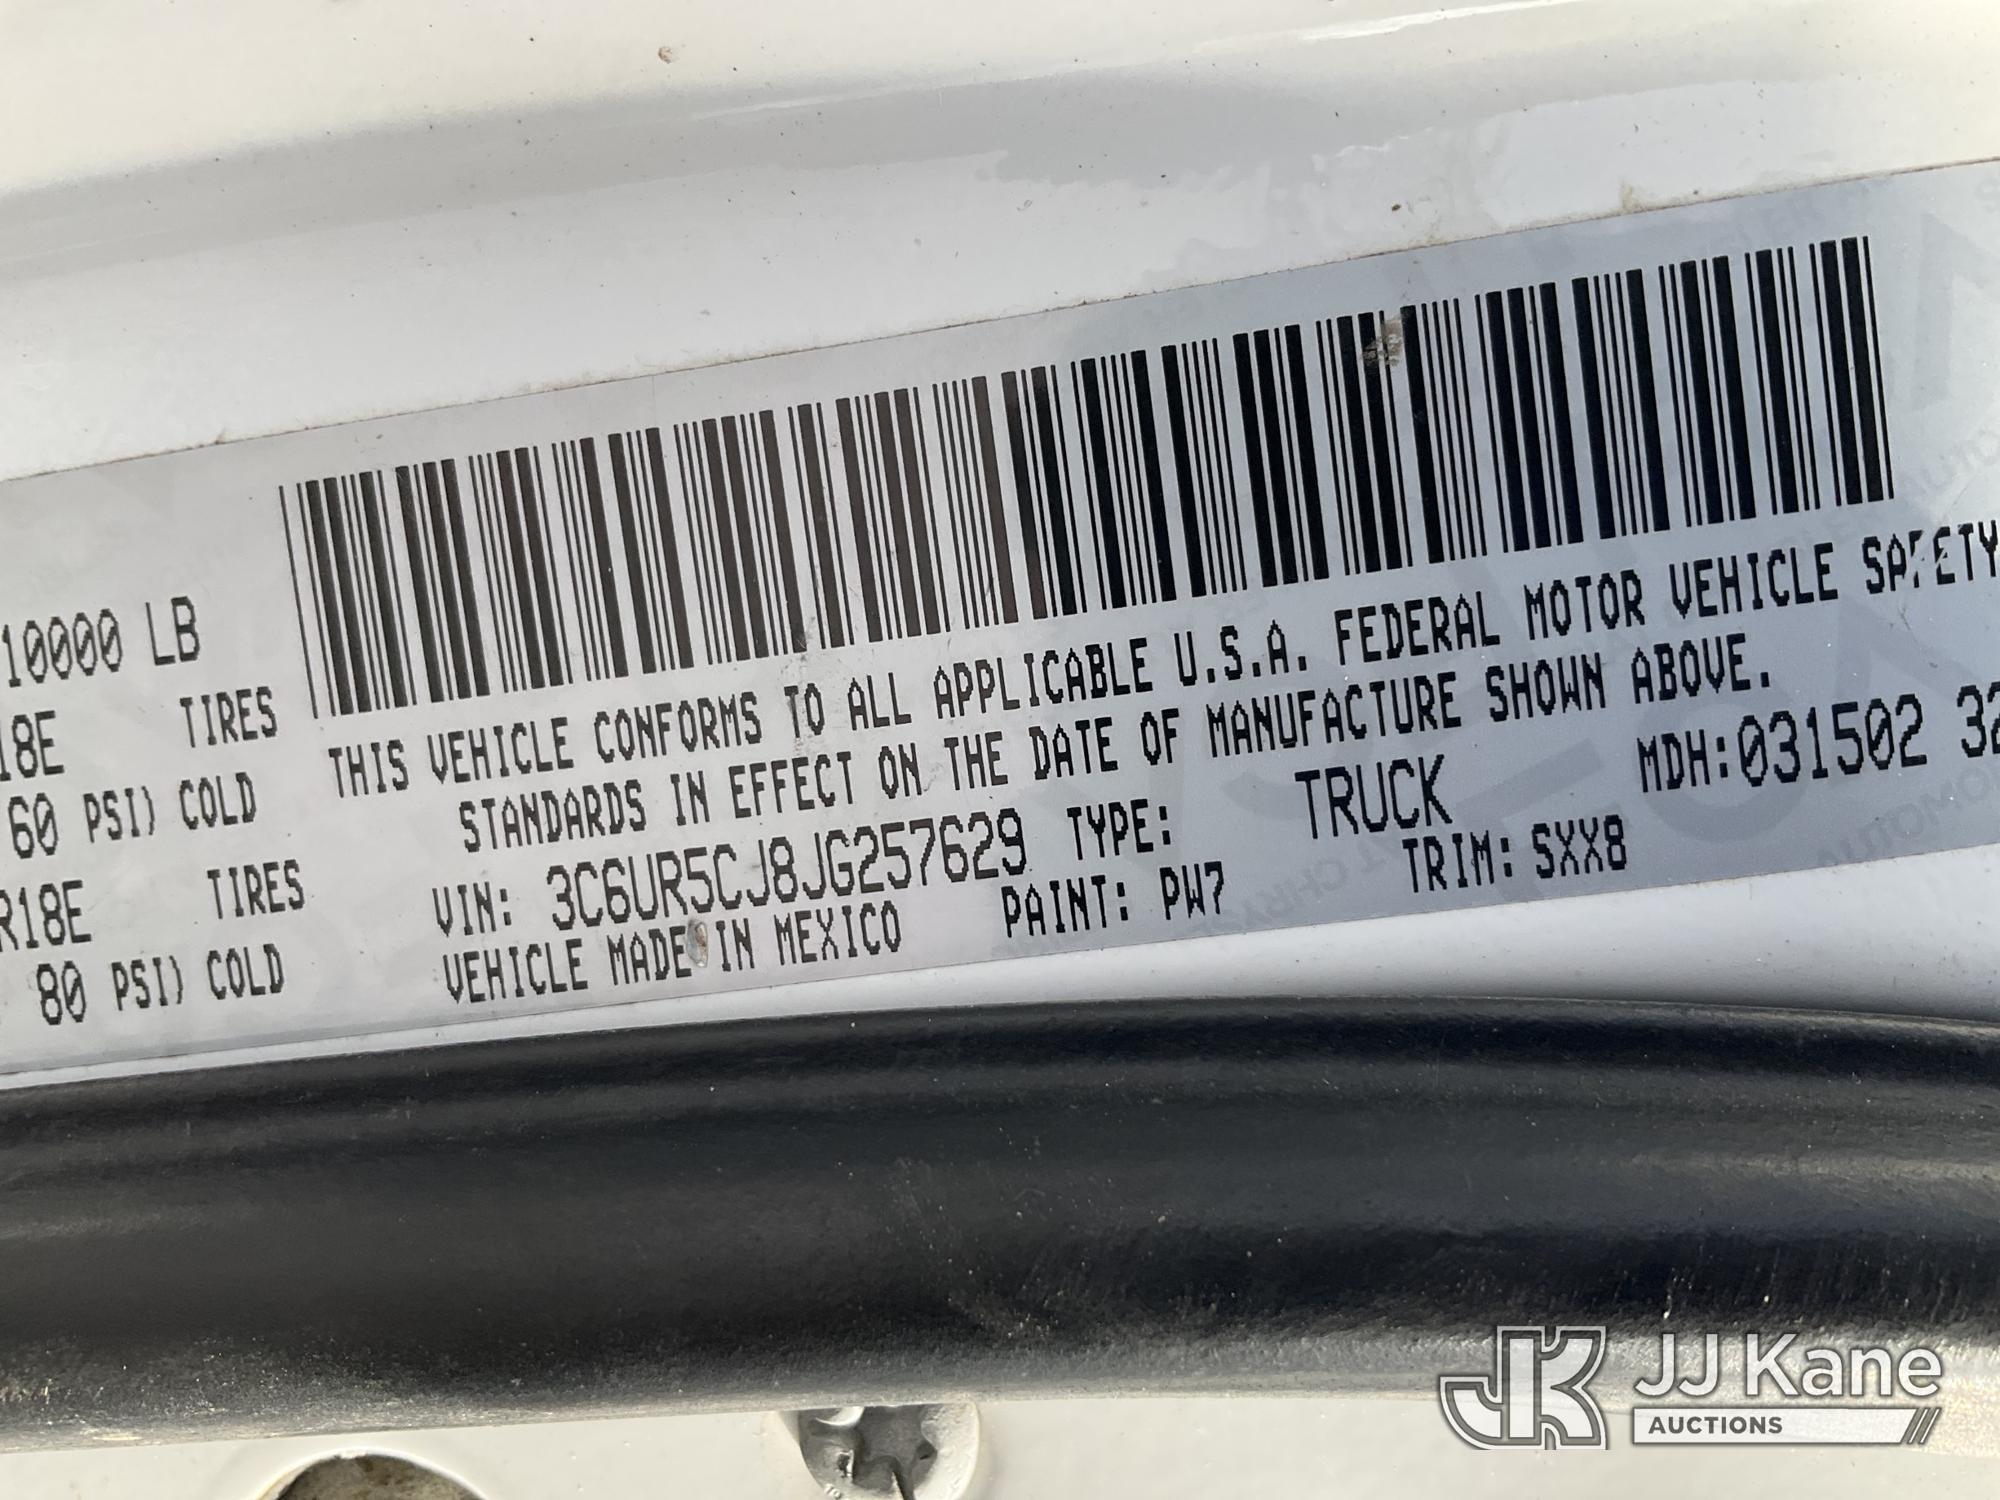 10000 LB
18E TIRES
60 PSI) COLD
R18E TIRES
80 PSI) COLD
THIS VEHICLE CONFORMS TO ALL APPLICABLE U.S.A. FEDERAL MOTOR VEHICLE SAFETY
STANDARDS IN EFFECT ON THE DATE OF MANUFACTURE SHOWN ABOVE.
VIN: 3C6UR5CJ8JG257629 TYPE: TRUCK MDH:031502 32
VEHICLE MADE IN MEXICO PAINT: PW7 TRIM: SXX8
JK JJ Kane
AUCTIONS